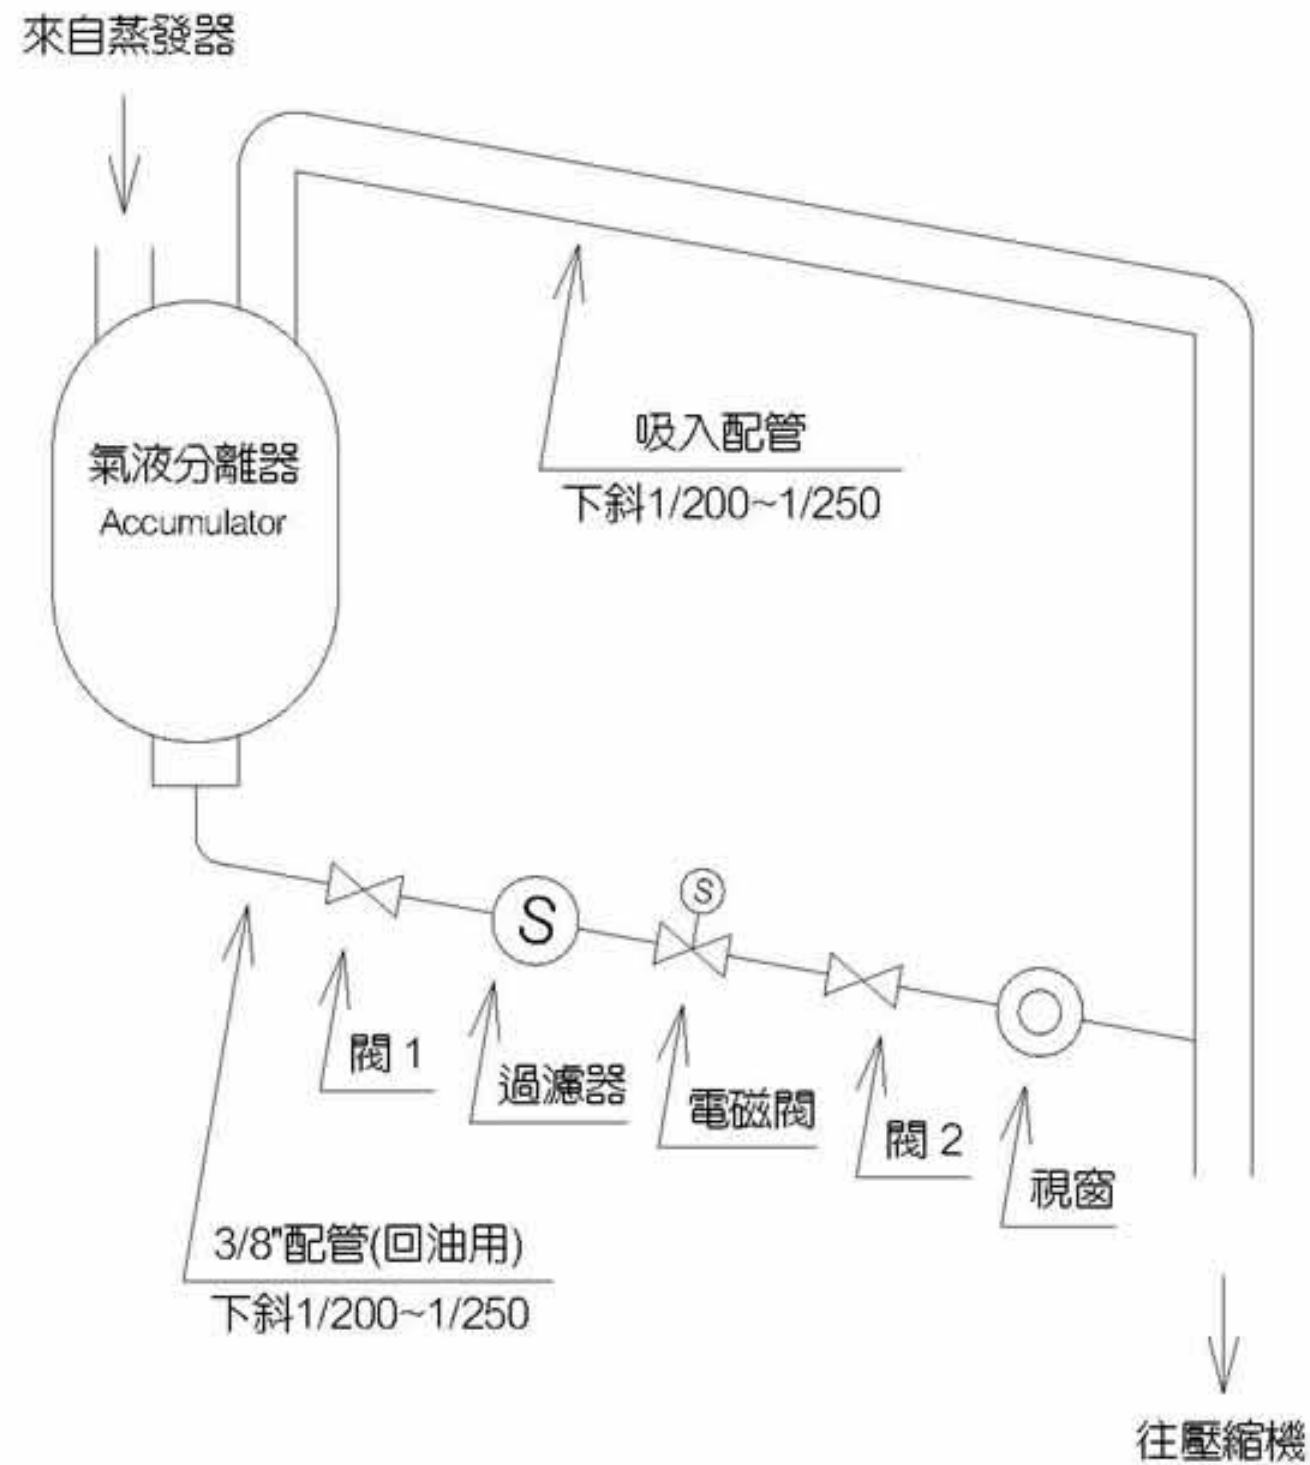 來自蒸發器
氣液分離器
Accumulator
吸入配管
下斜1/200~1/250
S
S
閥 1
過濾器
電磁閥
閥 2
視窗
3/8"配管(回油用)
下斜1/200~1/250
往壓縮機